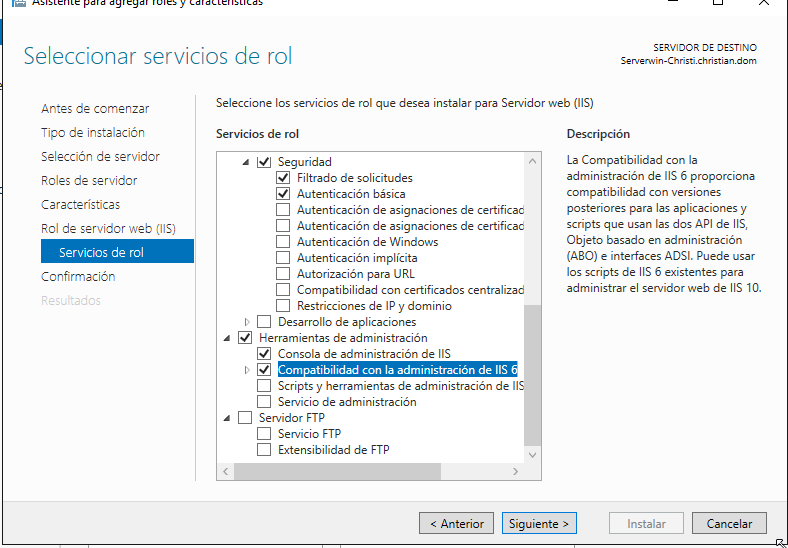 Asistente para agregar roles y características
Seleccionar servicios de rol
SERVIDOR DE DESTINO
Serverwin-Christi.christian.dom
Antes de comenzar
Tipo de instalación
Selección de servidor
Roles de servidor
Características
Rol de servidor web (IIS)
Servicios de rol
Confirmación
Resultados
Seleccione los servicios de rol que desea instalar para Servidor web (IIS)
Servicios de rol
Seguridad
Filtrado de solicitudes
Autenticación básica
Autenticación de asignaciones de certificad
Autenticación de asignaciones de certificad
Autenticación de Windows
Autenticación implícita
Autorización para URL
Compatibilidad con certificados centralizad
Restricciones de IP y dominio
Desarrollo de aplicaciones
Herramientas de administración
Consola de administración de IIS
Compatibilidad con la administración de IIS 6
Scripts y herramientas de administración de IIS
Servicio de administración
Servidor FTP
Servicio FTP
Extensibilidad de FTP
Descripción
La Compatibilidad con la
administración de IIS 6 proporciona
compatibilidad con versiones
posteriores para las aplicaciones y
scripts que usan las dos API de IIS,
Objeto basado en administración
(ABO) e interfaces ADSI. Puede usar
los scripts de IIS 6 existentes para
administrar el servidor web de IIS 10.
< Anterior
Siguiente >
Instalar
Cancelar